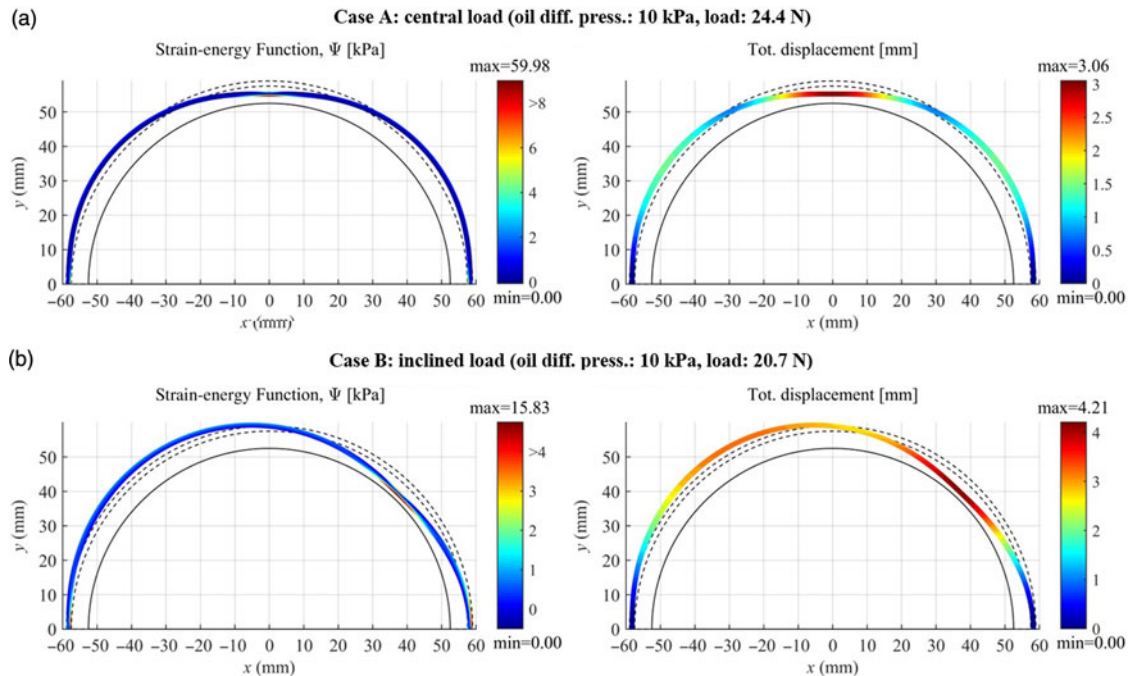 (a)
Case A: central load (oil diff. press.: 10 kPa, load: 24.4 N)
Strain-energy Function, Ψ [kPa]
max=59.98
>8
6
4
2
0
min=0.00
y (mm)
50
40
30
20
10
0
−60 −50 −40 −30 −20 −10 0 10 20 30 40 50 60
x (mm)
Tot. displacement [mm]
max=3.06
3
2.5
2
1.5
1
0.5
0
min=0.00
y (mm)
50
40
30
20
10
0
−60 −50 −40 −30 −20 −10 0 10 20 30 40 50 60
x (mm)
(b)
Case B: inclined load (oil diff. press.: 10 kPa, load: 20.7 N)
Strain-energy Function, Ψ [kPa]
max=15.83
>4
3
2
1
0
min=0.00
y (mm)
50
40
30
20
10
0
−60 −50 −40 −30 −20 −10 0 10 20 30 40 50 60
x (mm)
Tot. displacement [mm]
max=4.21
4
3
2
1
0
min=0.00
y (mm)
50
40
30
20
10
0
−60 −50 −40 −30 −20 −10 0 10 20 30 40 50 60
x (mm)